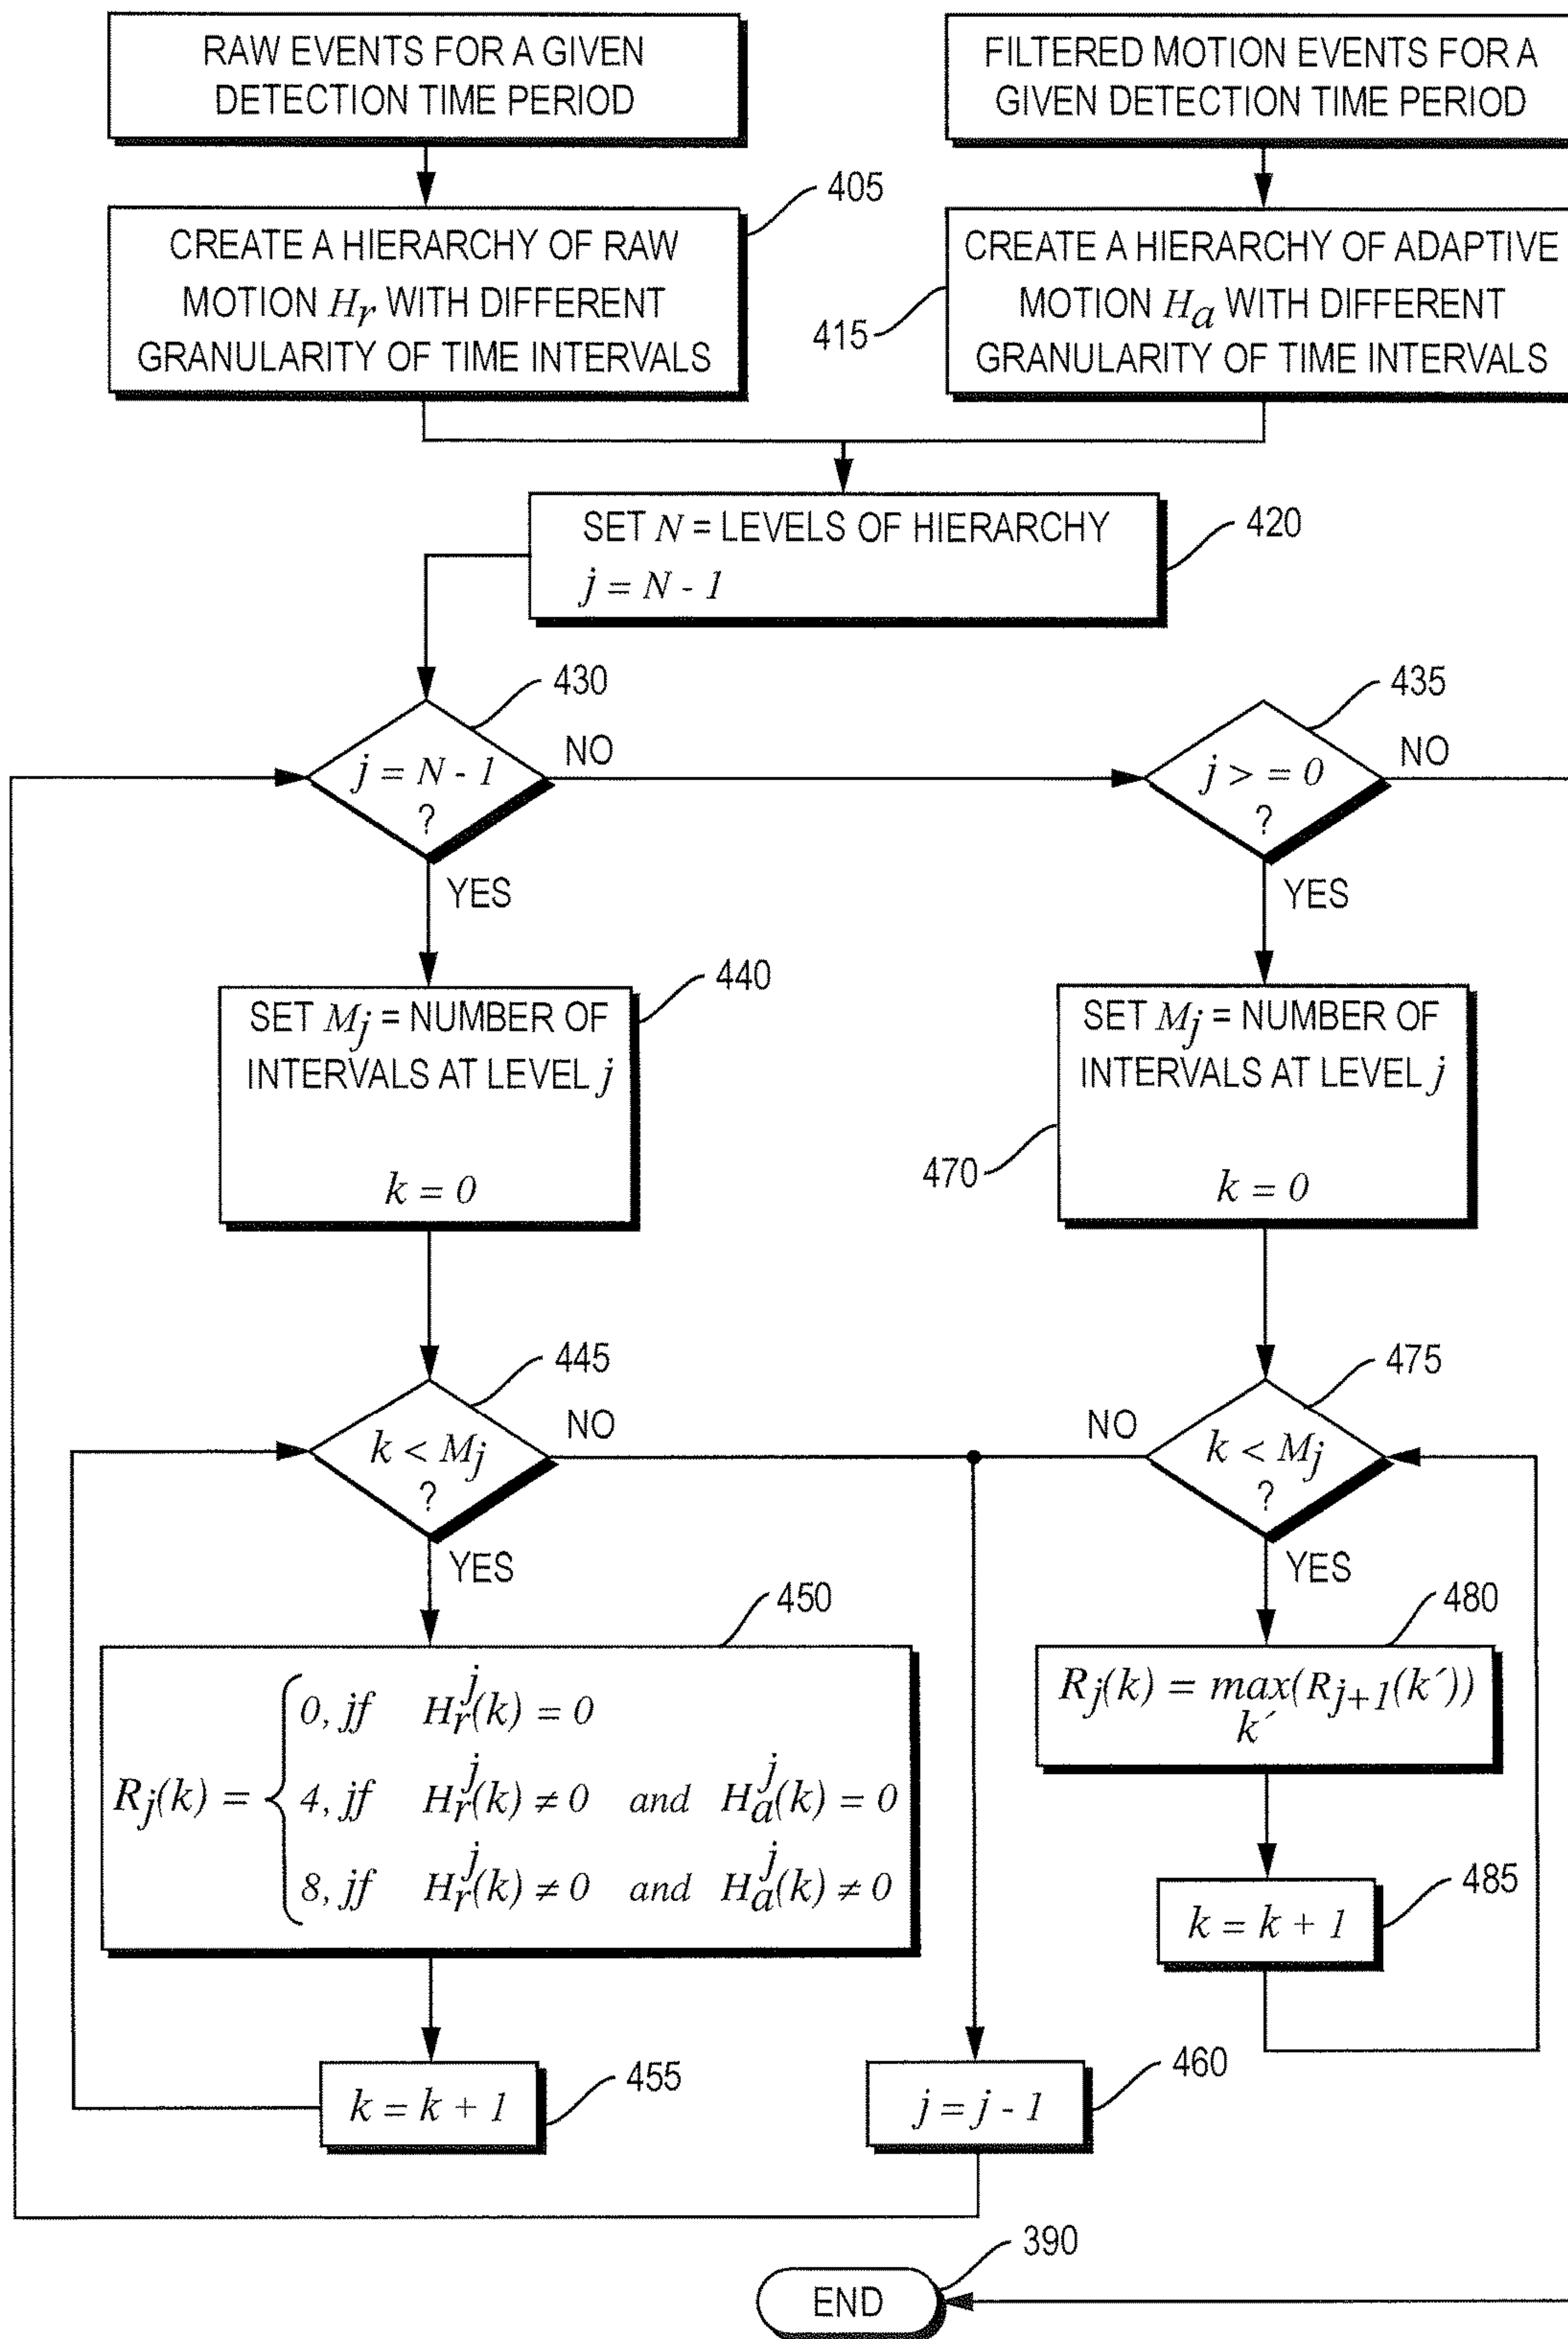 RAW EVENTS FOR A GIVEN
DETECTION TIME PERIOD
FILTERED MOTION EVENTS FOR A
GIVEN DETECTION TIME PERIOD
405
CREATE A HIERARCHY OF RAW
MOTION Hr WITH DIFFERENT
GRANULARITY OF TIME INTERVALS
415
CREATE A HIERARCHY OF ADAPTIVE
MOTION Ha WITH DIFFERENT
GRANULARITY OF TIME INTERVALS
SET N = LEVELS OF HIERARCHY
j = N - 1
420
430
j = N - 1
?
NO
YES
435
j > = 0
?
NO
YES
440
SET Mj = NUMBER OF
INTERVALS AT LEVEL j
k = 0
470
SET Mj = NUMBER OF
INTERVALS AT LEVEL j
k = 0
445
k < Mj
?
NO
YES
475
NO
k < Mj
?
YES
450
Rj(k) =
0, jf Hr^j(k) = 0
4, jf Hr^j(k) ≠ 0 and Ha^j(k) = 0
8, jf Hr^j(k) ≠ 0 and Ha^j(k) ≠ 0
480
Rj(k) = max(Rj+1(k´))
k´
485
k = k + 1
455
k = k + 1
460
j = j - 1
390
END